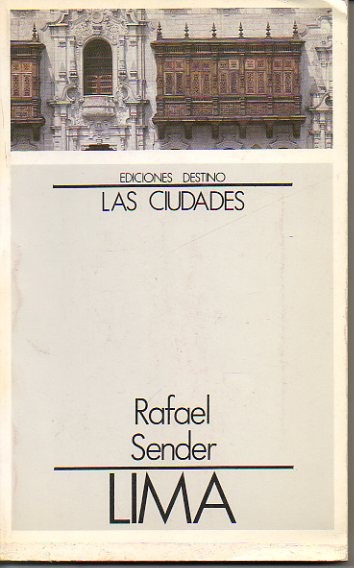 EDICIONES DESTINO
LAS CIUDADES
Rafael
Sender
LIMA